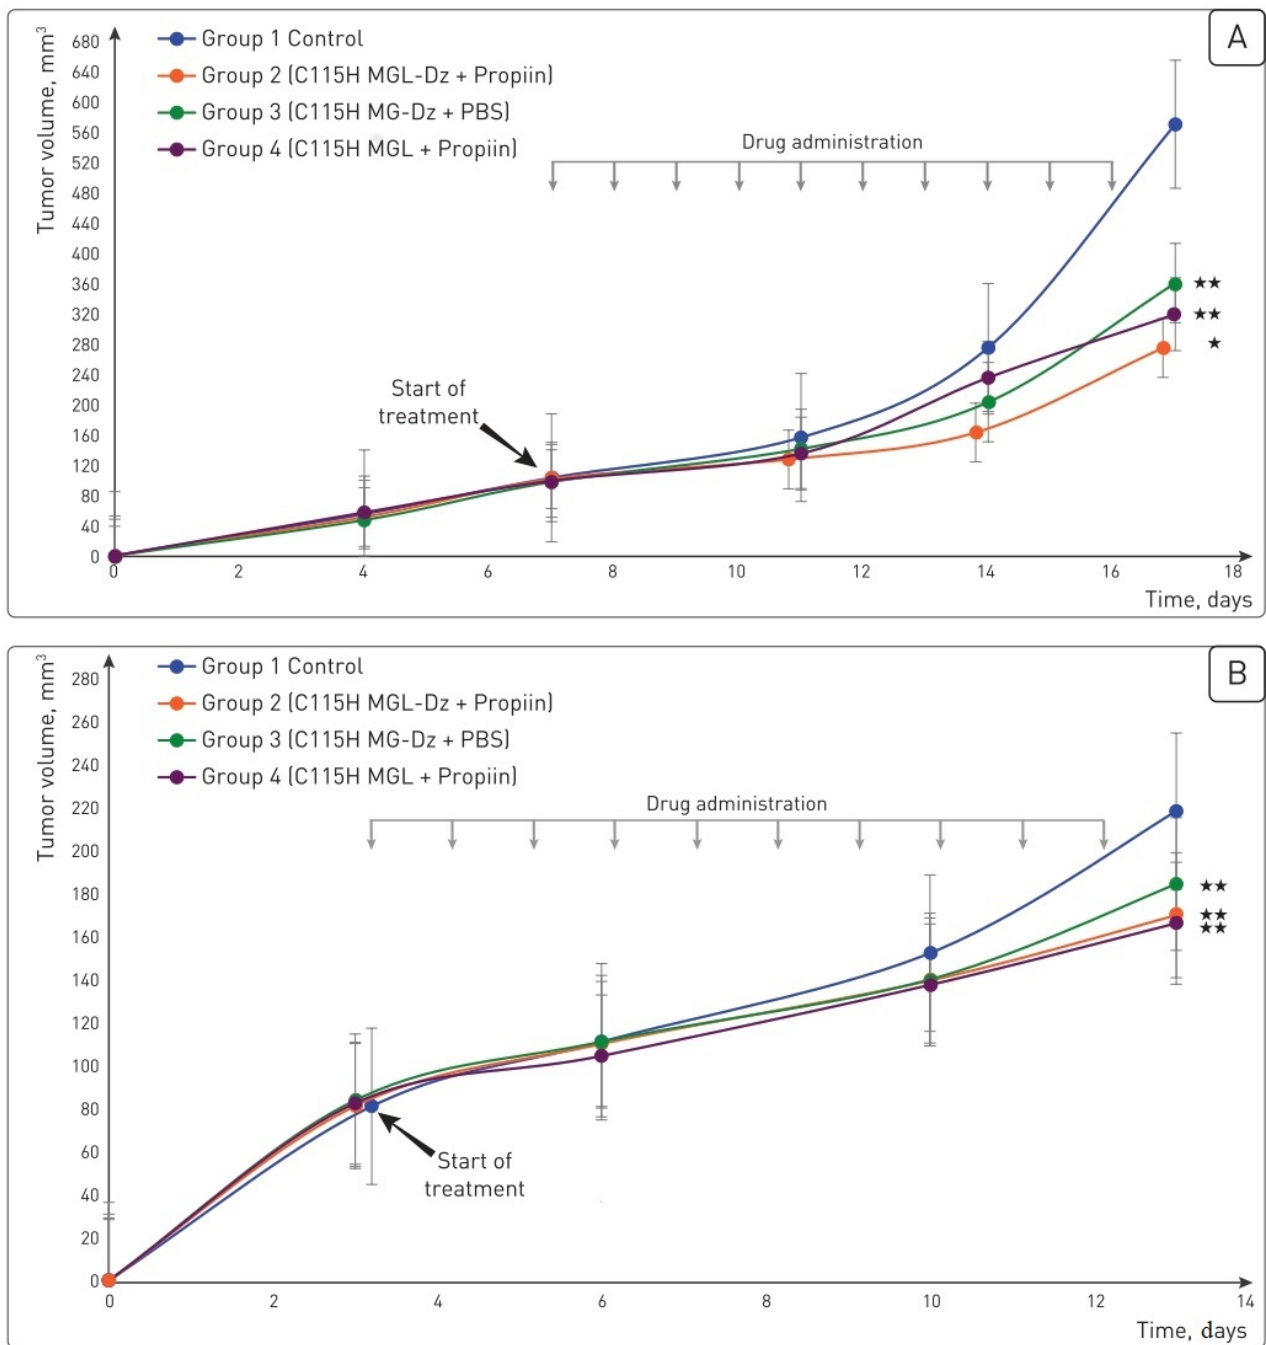 A
Tumor volume, mm³
680
640
600
560
520
480
440
400
360
320
280
240
200
160
120
80
40
0
Group 1 Control
Group 2 (C115H MGL-Dz + Propiin)
Group 3 (C115H MG-Dz + PBS)
Group 4 (C115H MGL + Propiin)
Drug administration
Start of
treatment
★★
★★
★
0 2 4 6 8 10 12 14 16 18
Time, days
B
Tumor volume, mm³
280
260
240
220
200
180
160
140
120
100
80
60
40
20
0
Group 1 Control
Group 2 (C115H MGL-Dz + Propiin)
Group 3 (C115H MG-Dz + PBS)
Group 4 (C115H MGL + Propiin)
Drug administration
★★
★★
★★
Start of
treatment
0 2 4 6 8 10 12 14
Time, days